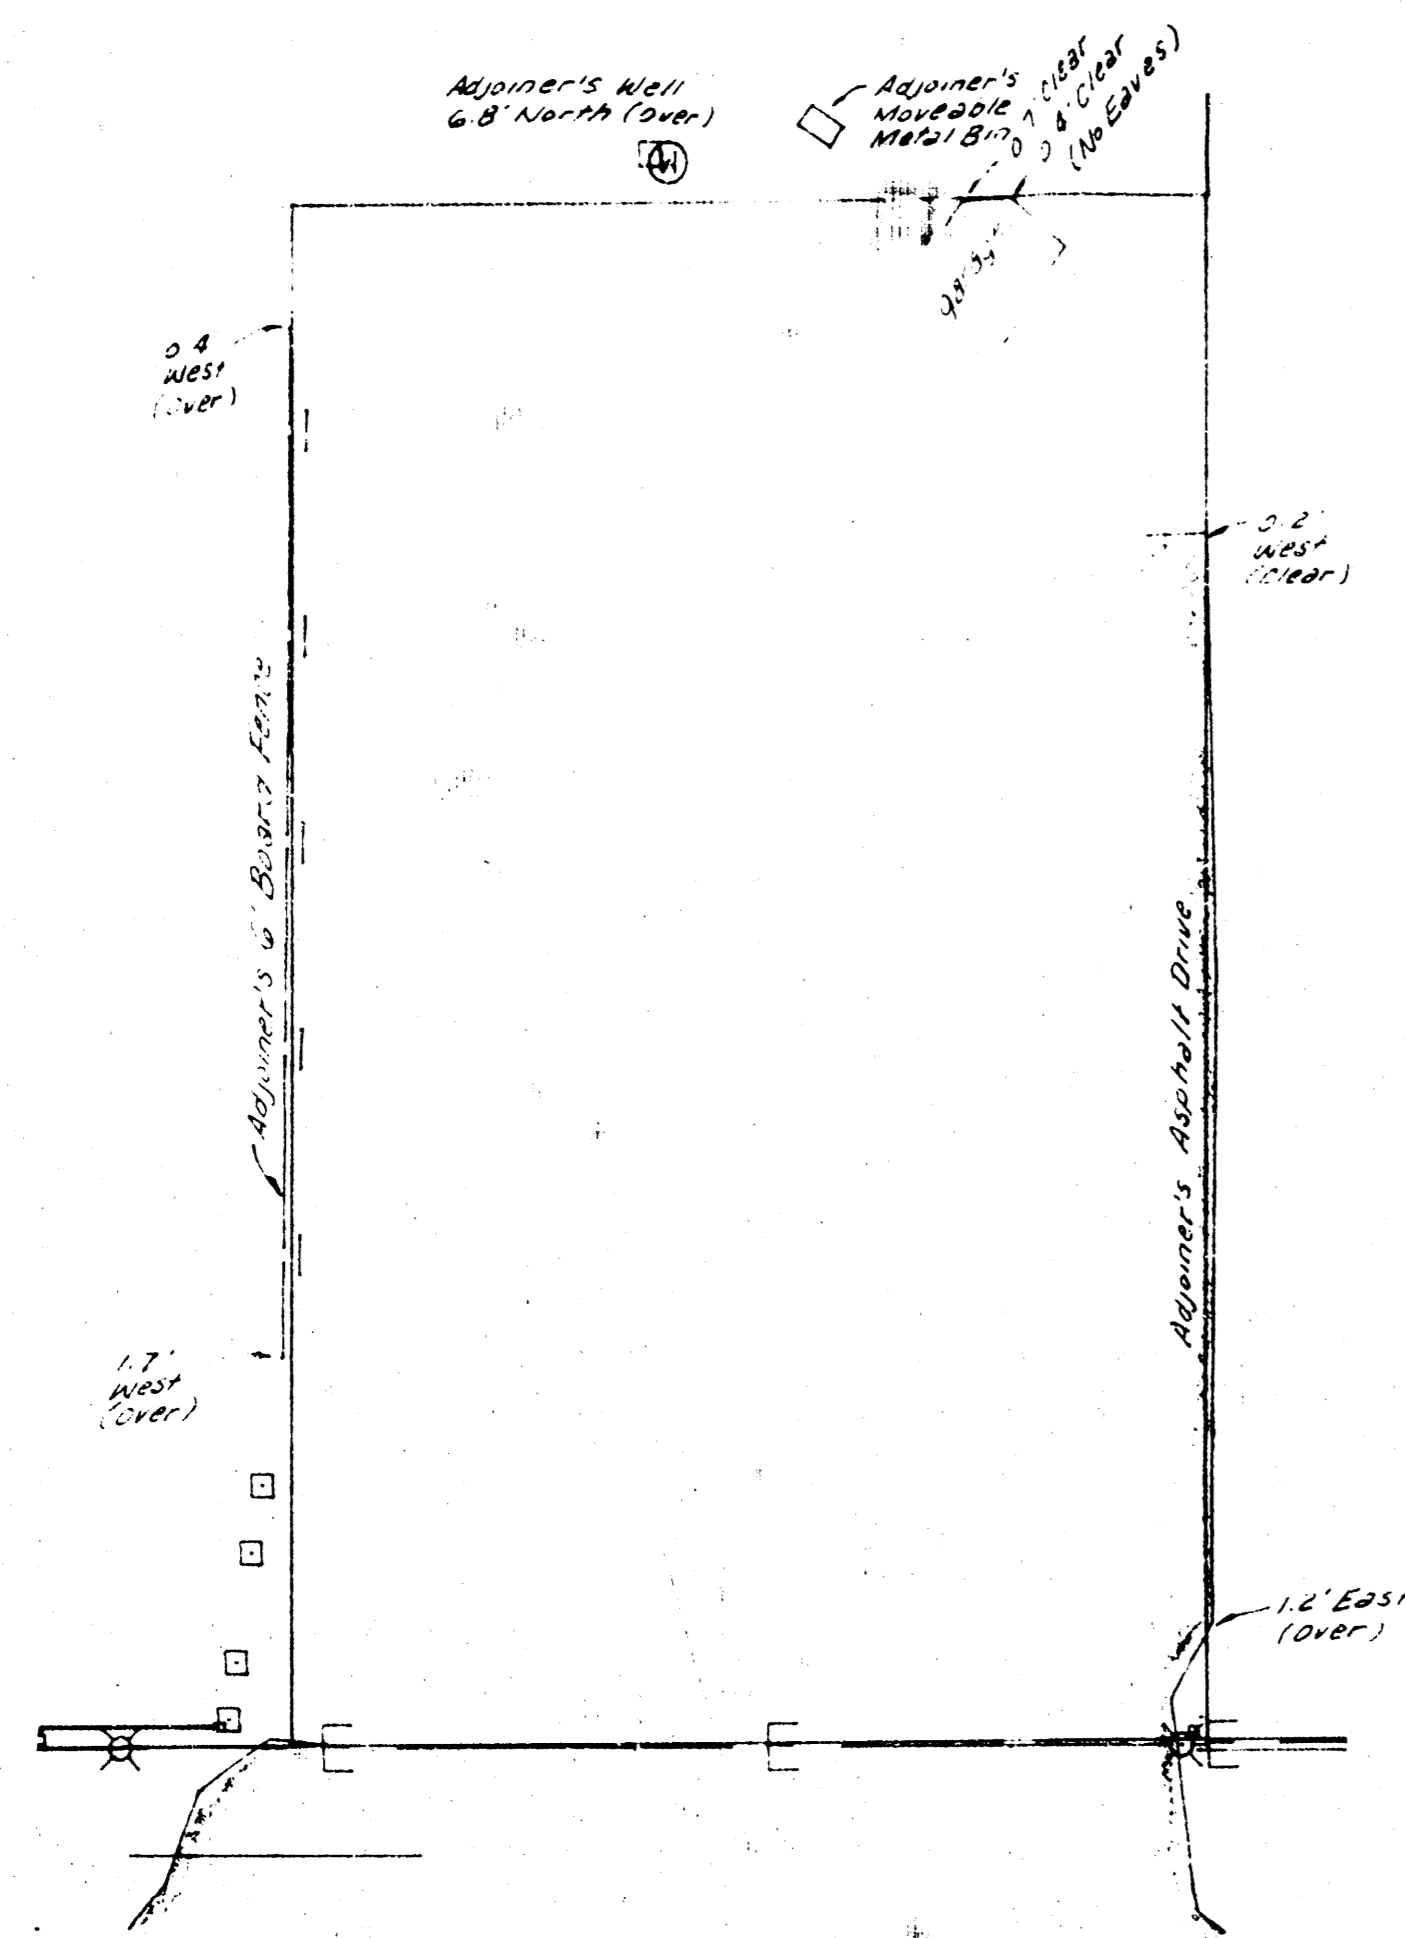 Adjoiner's Well
6.8' North (Over)
W
Adjoiner's
Moveable
Metal Bin
0.7' Clear
0.4' Clear
(No Eaves)
0.4
West
(Over)
0.2'
West
(Clear)
Adjoiner's 6' Board Fence
Adjoiner's Asphalt Drive
1.7'
West
(Over)
1.2' East
(Over)